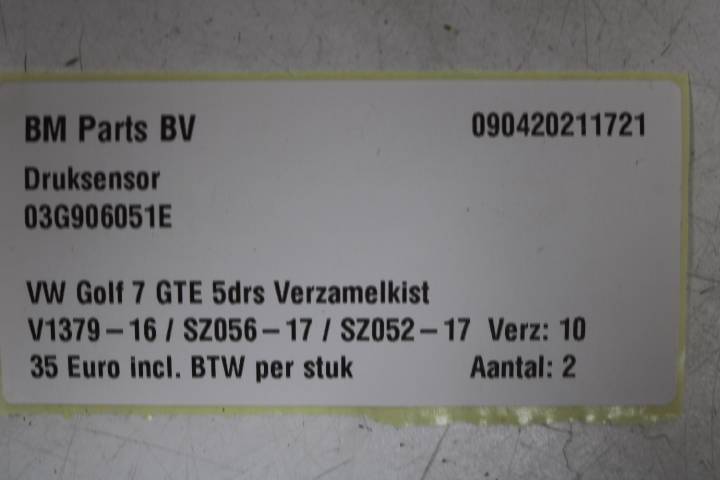 BM Parts BV 090420211721
Druksensor
03G906051E
VW Golf 7 GTE 5drs Verzamelkist
V1379-16 / SZ056-17 / SZ052-17 Verz: 10
35 Euro incl. BTW per stuk Aantal: 2